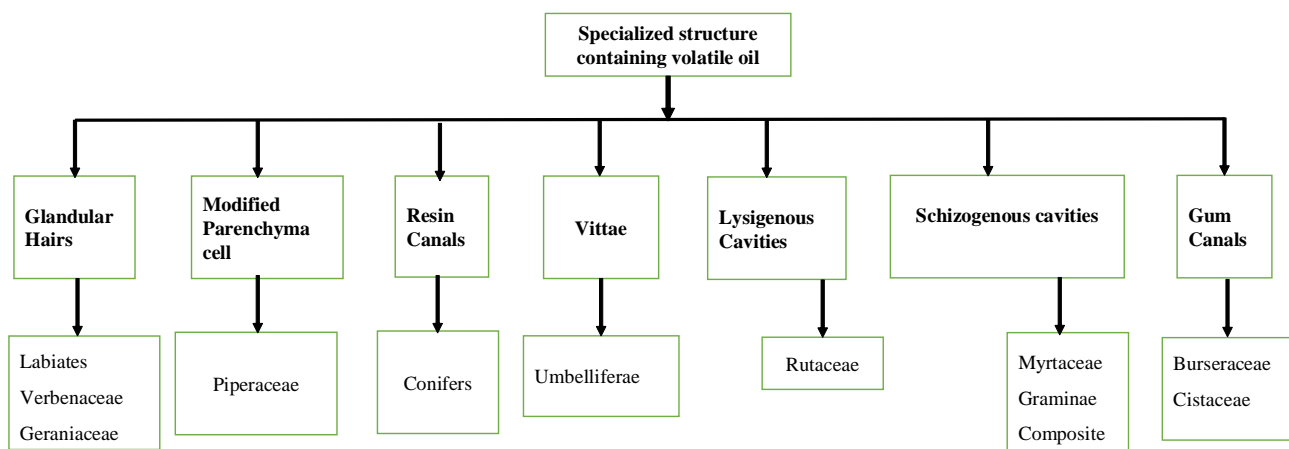 Specialized structure
containing volatile oil
Glandular
Hairs
Modified
Parenchyma
cell
Resin
Canals
Vittae
Lysigenous
Cavities
Schizogenous cavities
Gum
Canals
Labiates
Verbenaceae
Geraniaceae
Piperaceae
Conifers
Umbelliferae
Rutaceae
Myrtaceae
Graminae
Composite
Burseraceae
Cistaceae